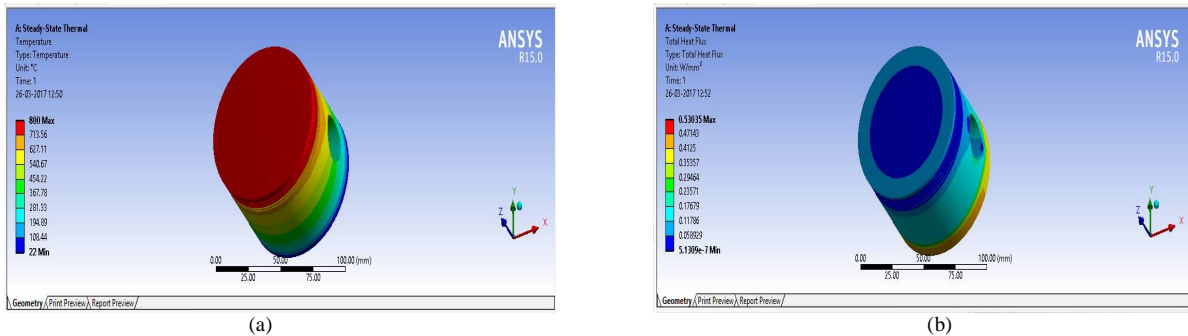 A: Steady-State Thermal
Temperature
Type: Temperature
Unit: °C
Time: 1
26-03-2017 12:50
800 Max
713.56
627.11
540.67
454.22
367.78
281.33
194.89
108.44
22 Min
ANSYS
R15.0
Y
Z
X
0.00
50.00
100.00 (mm)
25.00
75.00
Geometry Print Preview Report Preview
(a)
A: Steady-State Thermal
Total Heat Flux
Type: Total Heat Flux
Unit: W/mm²
Time: 1
26-03-2017 12:52
0.53035 Max
0.47143
0.4125
0.35357
0.29464
0.23571
0.17679
0.11786
0.058929
5.1309e-7 Min
ANSYS
R15.0
Y
Z
X
0.00
50.00
100.00 (mm)
25.00
75.00
Geometry Print Preview Report Preview
(b)